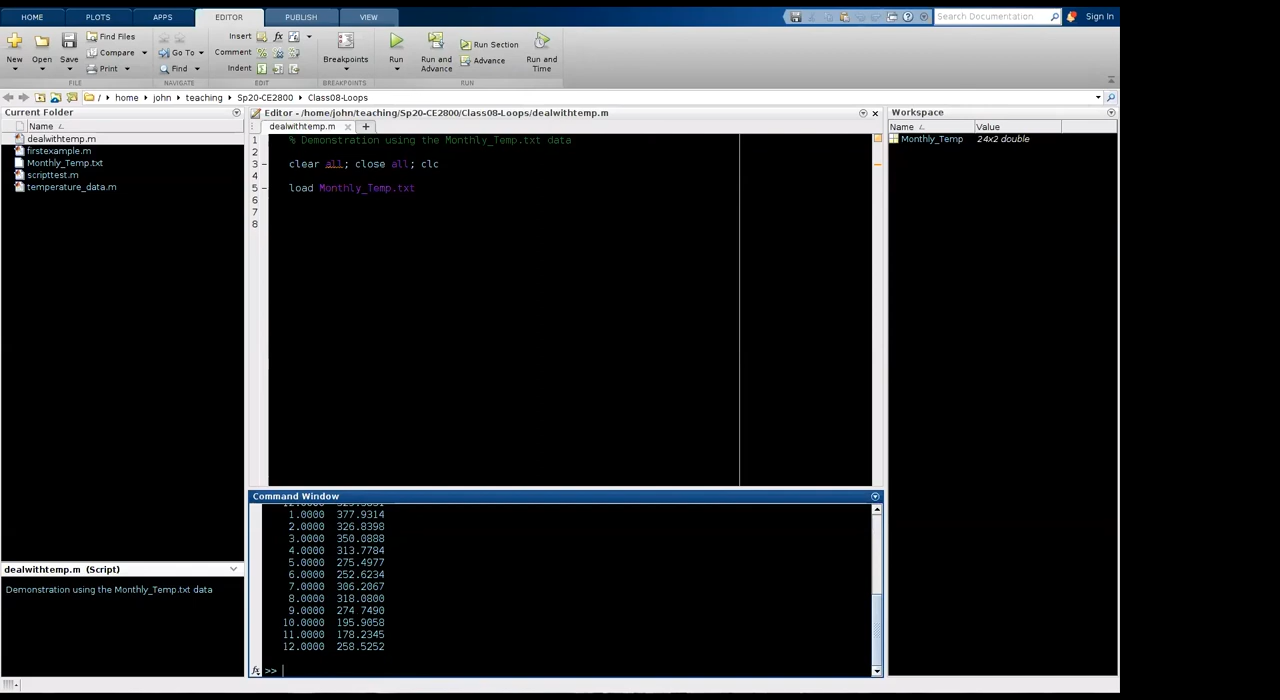 HOME PLOTS APPS EDITOR PUBLISH VIEW
Search Documentation Sign In
New Open Save Find Files Compare Print
Go To Find
Insert Comment Indent
Breakpoints
Run Run and Advance Run Section Advance Run and Time
FILE NAVIGATE EDIT BREAKPOINTS RUN
/ home john teaching Sp20-CE2800 Class08-Loops
Current Folder
Name
dealwithtemp.m
firstexample.m
Monthly_Temp.txt
scripttest.m
temperature_data.m
dealwithtemp.m (Script)
Demonstration using the Monthly_Temp.txt data
Editor - /home/john/teaching/Sp20-CE2800/Class08-Loops/dealwithtemp.m
dealwithtemp.m
1 % Demonstration using the Monthly_Temp.txt data
2
3 clear all; close all; clc
4
5 load Monthly_Temp.txt
6
7
8
Command Window
1.0000 377.9314
2.0000 326.8398
3.0000 350.0888
4.0000 313.7784
5.0000 275.4977
6.0000 252.6234
7.0000 306.2067
8.0000 318.0800
9.0000 274.7490
10.0000 195.9058
11.0000 178.2345
12.0000 258.5252
fx >>
Workspace
Name Value
Monthly_Temp 24x2 double